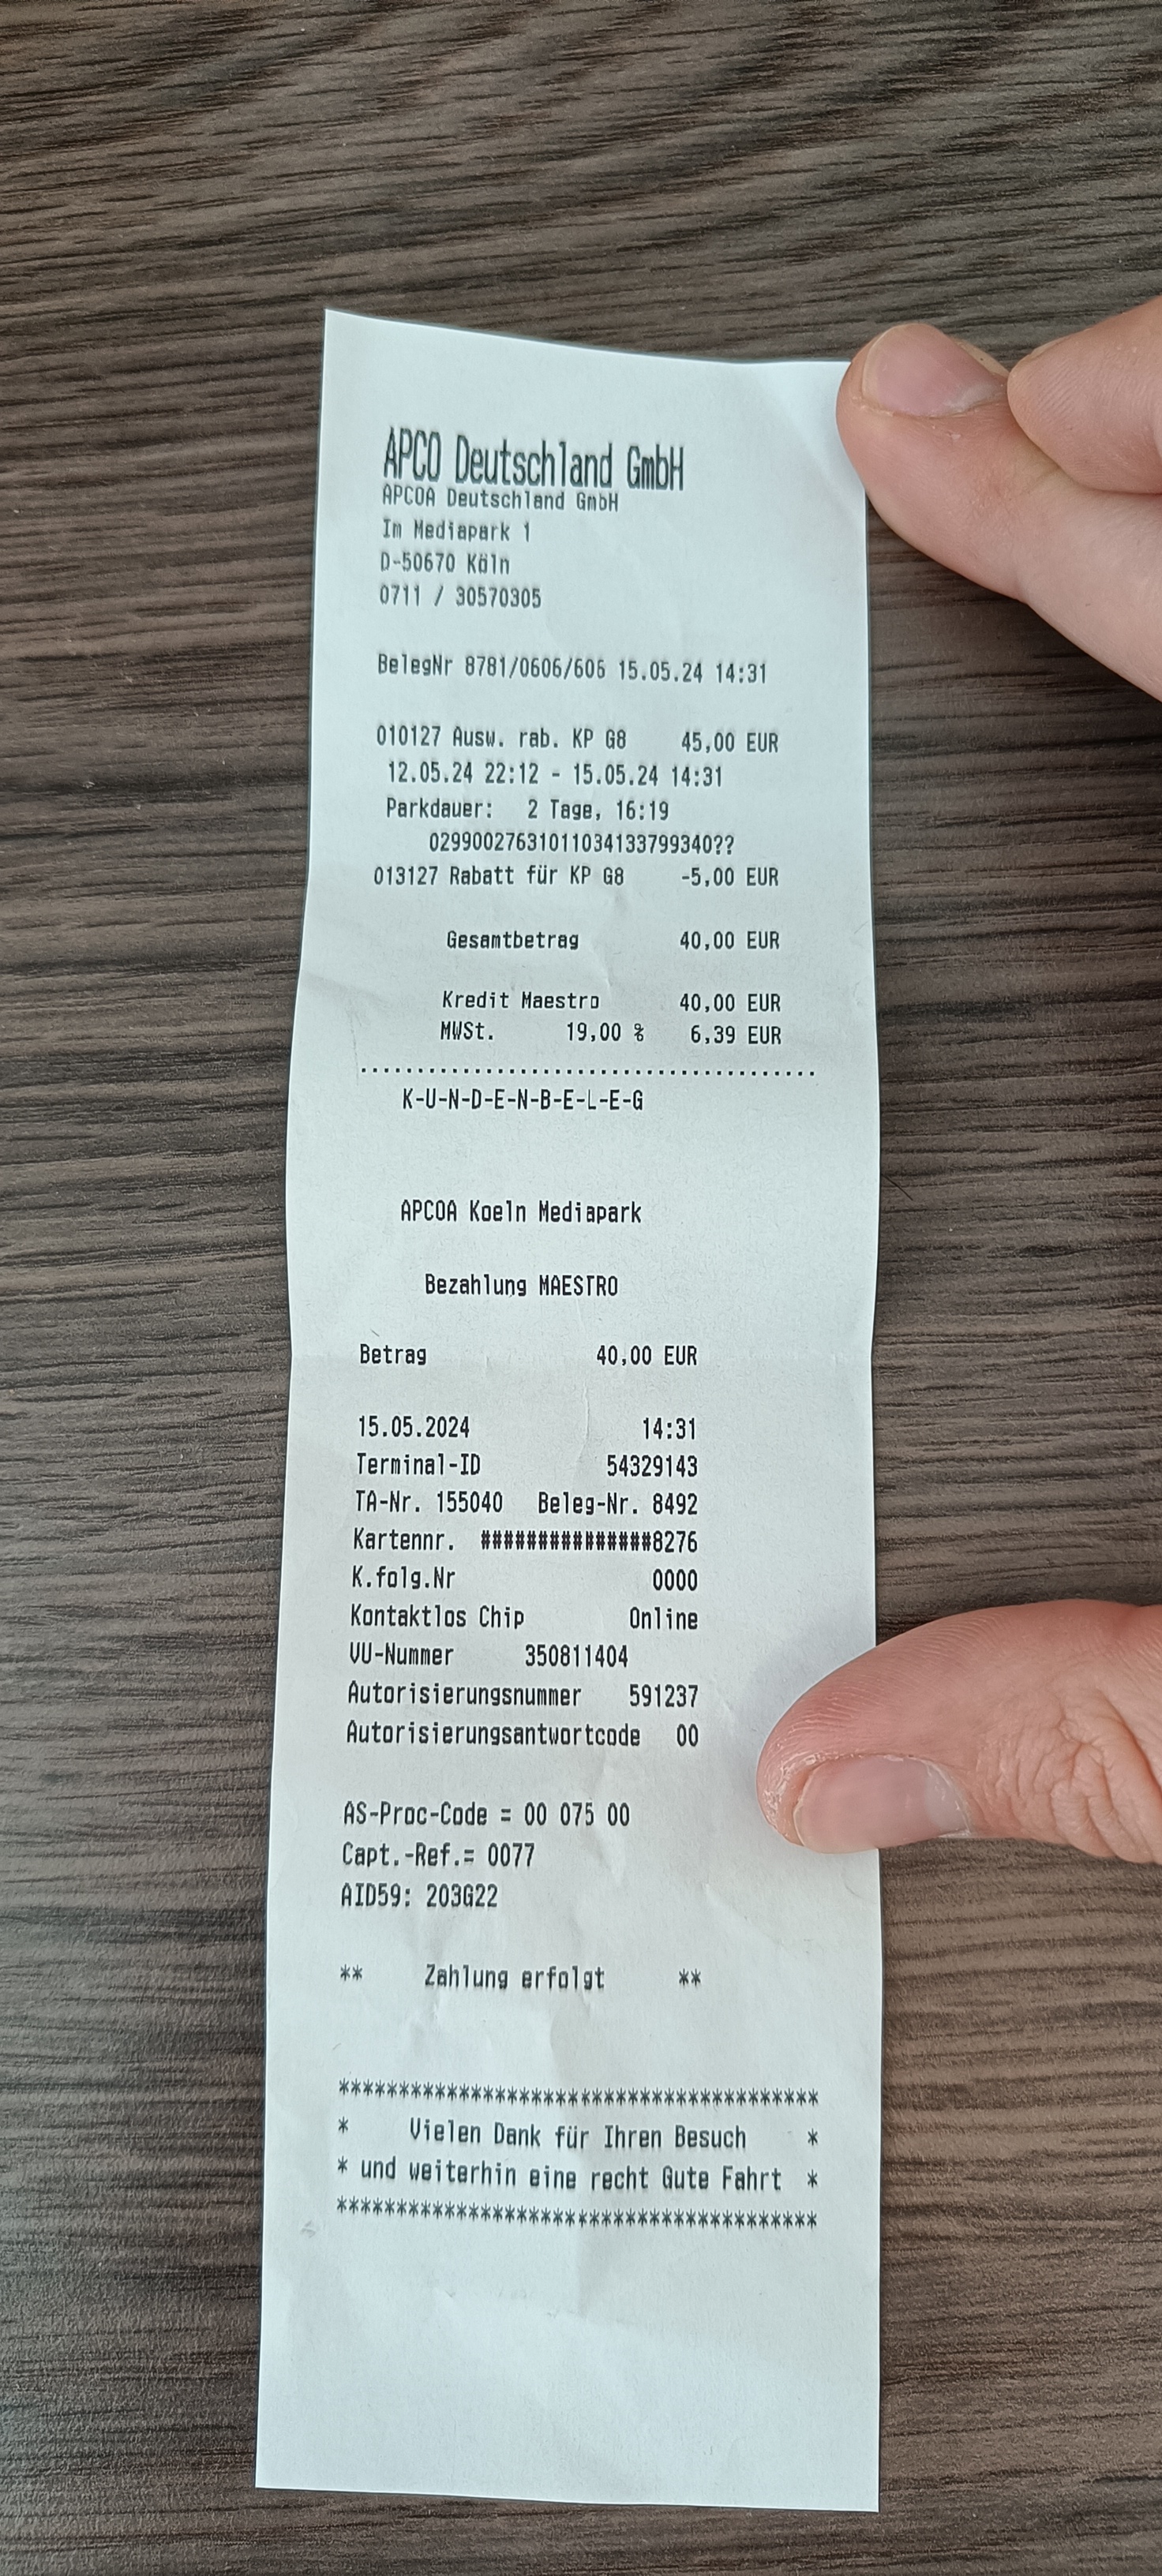 APCO Deutschland GmbH
APCOA Deutschland GmbH
Im Mediapark 1
D-50670 Köln
0711 / 30570305
BelegNr 8781/0606/606 15.05.24 14:31
010127 Ausw. rab. KP G8 45,00 EUR
12.05.24 22:12 - 15.05.24 14:31
Parkdauer: 2 Tage, 16:19
02990027631011034133799340??
013127 Rabatt für KP G8 -5,00 EUR
Gesamtbetrag 40,00 EUR
Kredit Maestro 40,00 EUR
MWSt. 19,00 % 6,39 EUR
........................................
K-U-N-D-E-N-B-E-L-E-G
APCOA Koeln Mediapark
Bezahlung MAESTRO
Betrag 40,00 EUR
15.05.2024 14:31
Terminal-ID 54329143
TA-Nr. 155040 Beleg-Nr. 8492
Kartennr. ###############8276
K.folg.Nr 0000
Kontaktlos Chip Online
VU-Nummer 350811404
Autorisierungsnummer 591237
Autorisierungsantwortcode 00
AS-Proc-Code = 00 075 00
Capt.-Ref.= 0077
AID59: 203G22
** Zahlung erfolgt **
****************************************
* Vielen Dank für Ihren Besuch *
* und weiterhin eine recht Gute Fahrt *
****************************************